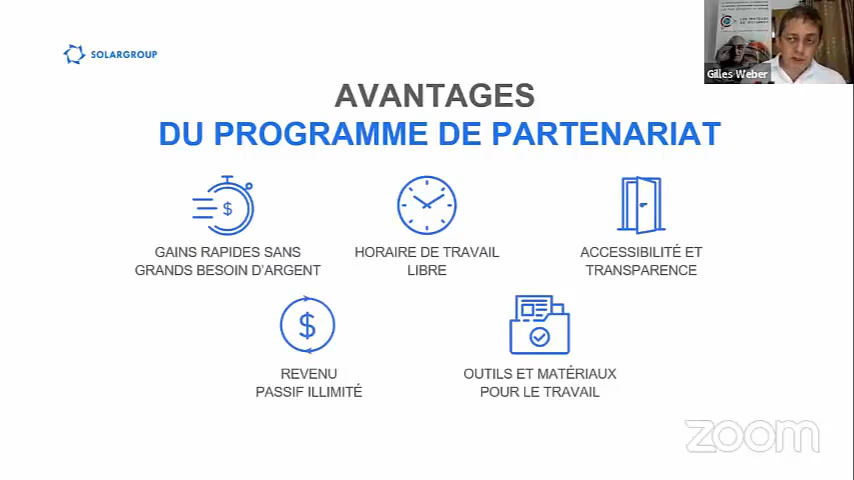 SOLARGROUP
Gilles Weber
AVANTAGES
DU PROGRAMME DE PARTENARIAT
$
GAINS RAPIDES SANS
GRANDS BESOIN D'ARGENT
HORAIRE DE TRAVAIL
LIBRE
ACCESSIBILITÉ ET
TRANSPARENCE
$
REVENU
PASSIF ILLIMITÉ
OUTILS ET MATÉRIAUX
POUR LE TRAVAIL
zoom